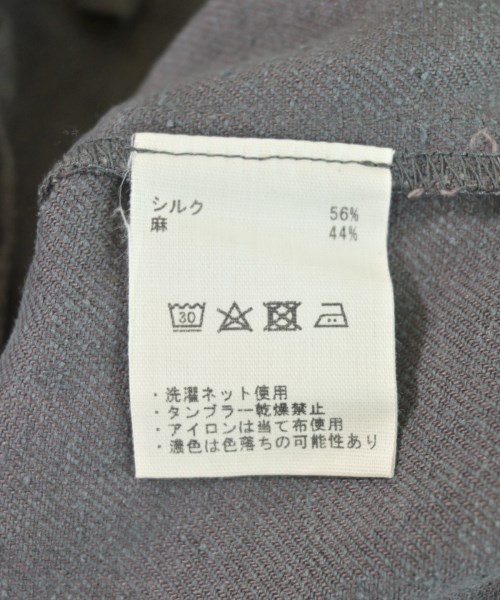 シルク 56%
麻 44%
30
・洗濯ネット使用
・タンブラー乾燥禁止
・アイロンは当て布使用
・濃色は色落ちの可能性あり